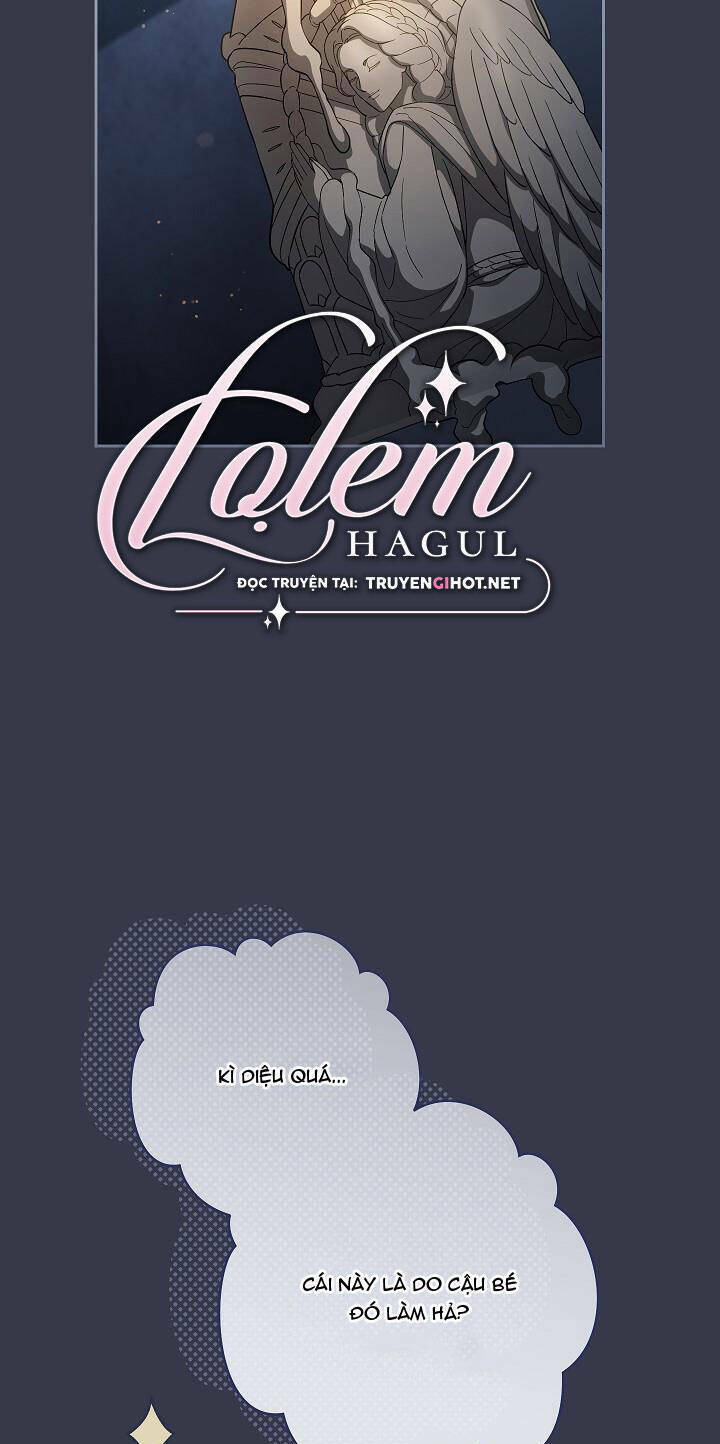 Lọlem
HAGUL
ĐỌC TRUYỆN TẠI: TRUYENGIHOT.NET
KÌ DIỆU QUÁ...
CÁI NÀY LÀ DO CẬU BÉ
ĐÓ LÀM HẢ?